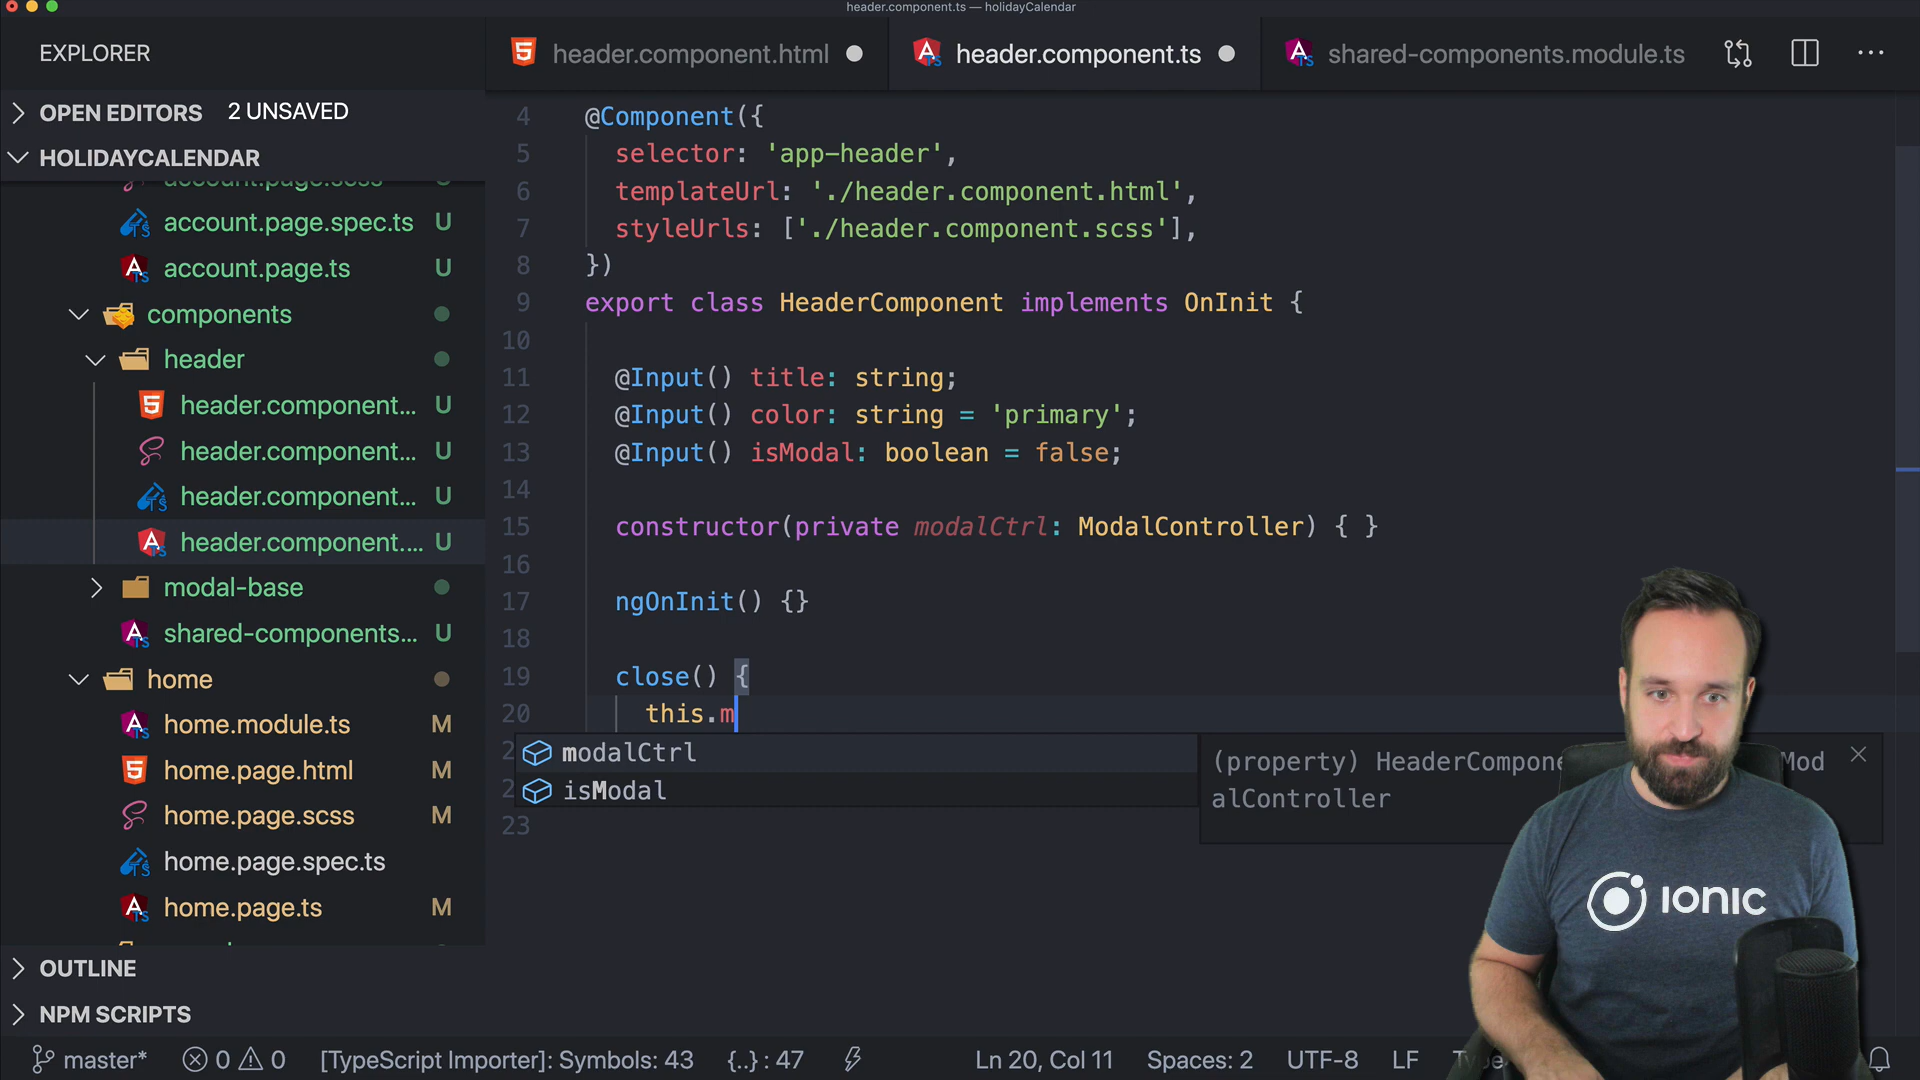 header.component.ts — holidayCalendar
EXPLORER
header.component.html
header.component.ts
shared-components.module.ts
OPEN EDITORS 2 UNSAVED
HOLIDAYCALENDAR
account.page.scss
account.page.spec.ts U
account.page.ts U
components
header
header.component... U
header.component... U
header.component... U
header.component.... U
modal-base
shared-components... U
home
home.module.ts M
home.page.html M
home.page.scss M
home.page.spec.ts
home.page.ts M
OUTLINE
NPM SCRIPTS
4 @Component({
5 selector: 'app-header',
6 templateUrl: './header.component.html',
7 styleUrls: ['./header.component.scss'],
8 })
9 export class HeaderComponent implements OnInit {
10
11 @Input() title: string;
12 @Input() color: string = 'primary';
13 @Input() isModal: boolean = false;
14
15 constructor(private modalCtrl: ModalController) { }
16
17 ngOnInit() {}
18
19 close() {
20 this.m
2 modalCtrl
2 isModal
23
(property) HeaderCompone Mod
alController
IONIC
master* 0 0 [TypeScript Importer]: Symbols: 43 {..} : 47 Ln 20, Col 11 Spaces: 2 UTF-8 LF